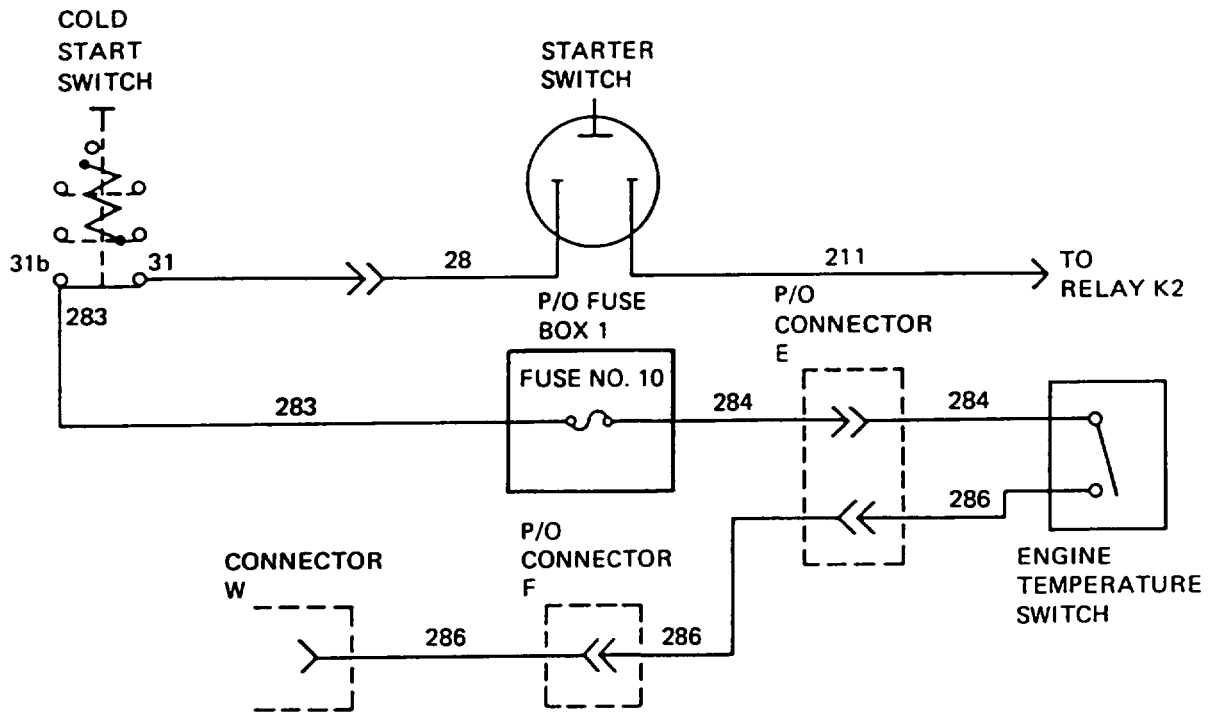 COLD
START
SWITCH
STARTER
SWITCH
31b
31
28
211
TO
RELAY K2
283
P/O FUSE
BOX 1
P/O
CONNECTOR
E
FUSE NO. 10
283
284
284
286
P/O
CONNECTOR
F
CONNECTOR
W
ENGINE
TEMPERATURE
SWITCH
286
286